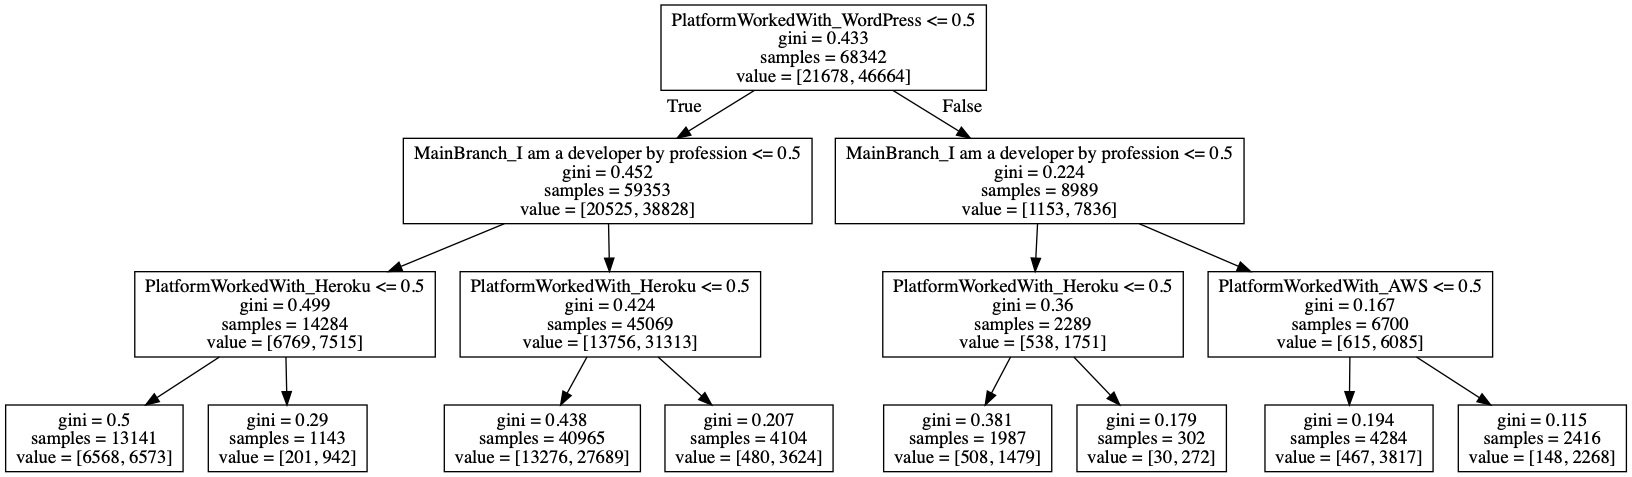 PlatformWorkedWith_WordPress <= 0.5
gini = 0.433
samples = 68342
value = [21678, 46664]
True
False
MainBranch_I am a developer by profession <= 0.5
gini = 0.452
samples = 59353
value = [20525, 38828]
MainBranch_I am a developer by profession <= 0.5
gini = 0.224
samples = 8989
value = [1153, 7836]
PlatformWorkedWith_Heroku <= 0.5
gini = 0.499
samples = 14284
value = [6769, 7515]
PlatformWorkedWith_Heroku <= 0.5
gini = 0.424
samples = 45069
value = [13756, 31313]
PlatformWorkedWith_Heroku <= 0.5
gini = 0.36
samples = 2289
value = [538, 1751]
PlatformWorkedWith_AWS <= 0.5
gini = 0.167
samples = 6700
value = [615, 6085]
gini = 0.5
samples = 13141
value = [6568, 6573]
gini = 0.29
samples = 1143
value = [201, 942]
gini = 0.438
samples = 40965
value = [13276, 27689]
gini = 0.207
samples = 4104
value = [480, 3624]
gini = 0.381
samples = 1987
value = [508, 1479]
gini = 0.179
samples = 302
value = [30, 272]
gini = 0.194
samples = 4284
value = [467, 3817]
gini = 0.115
samples = 2416
value = [148, 2268]